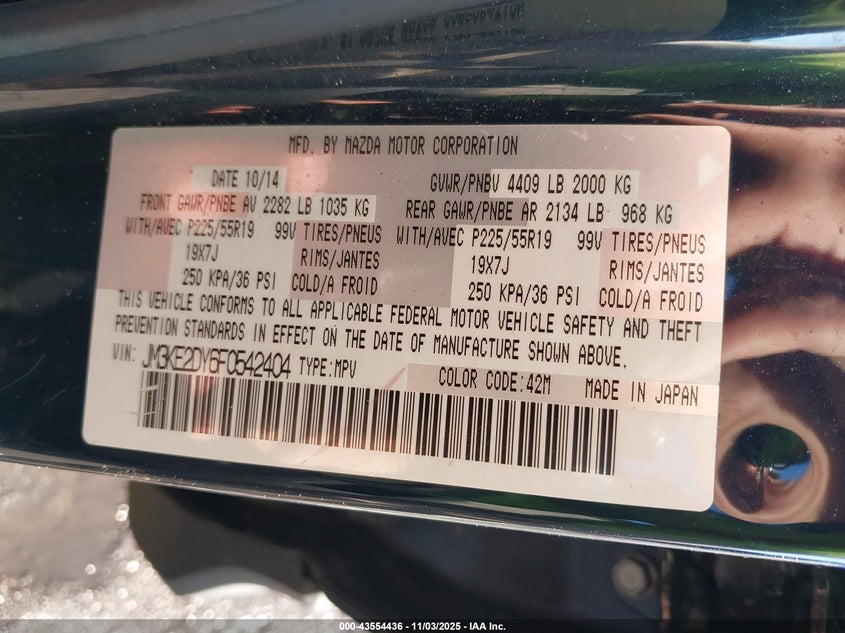 MFD. BY MAZDA MOTOR CORPORATION
DATE 10/14 GVWR/PNBV 4409 LB 2000 KG
FRONT GAWR/PNBE AV 2282 LB 1035 KG REAR GAWR/PNBE AR 2134 LB 968 KG
WITH/AVEC P225/55R19 99V TIRES/PNEUS WITH/AVEC P225/55R19 99V TIRES/PNEUS
19X7J RIMS/JANTES 19X7J RIMS/JANTES
250 KPA/36 PSI COLD/A FROID 250 KPA/36 PSI COLD/A FROID
THIS VEHICLE CONFORMS TO ALL APPLICABLE FEDERAL MOTOR VEHICLE SAFETY AND THEFT
PREVENTION STANDARDS IN EFFECT ON THE DATE OF MANUFACTURE SHOWN ABOVE.
VIN: JM3KE2DY6F0542404 TYPE:MPV COLOR CODE:42M MADE IN JAPAN
000-43554436 - 11/03/2025 - IAA Inc.